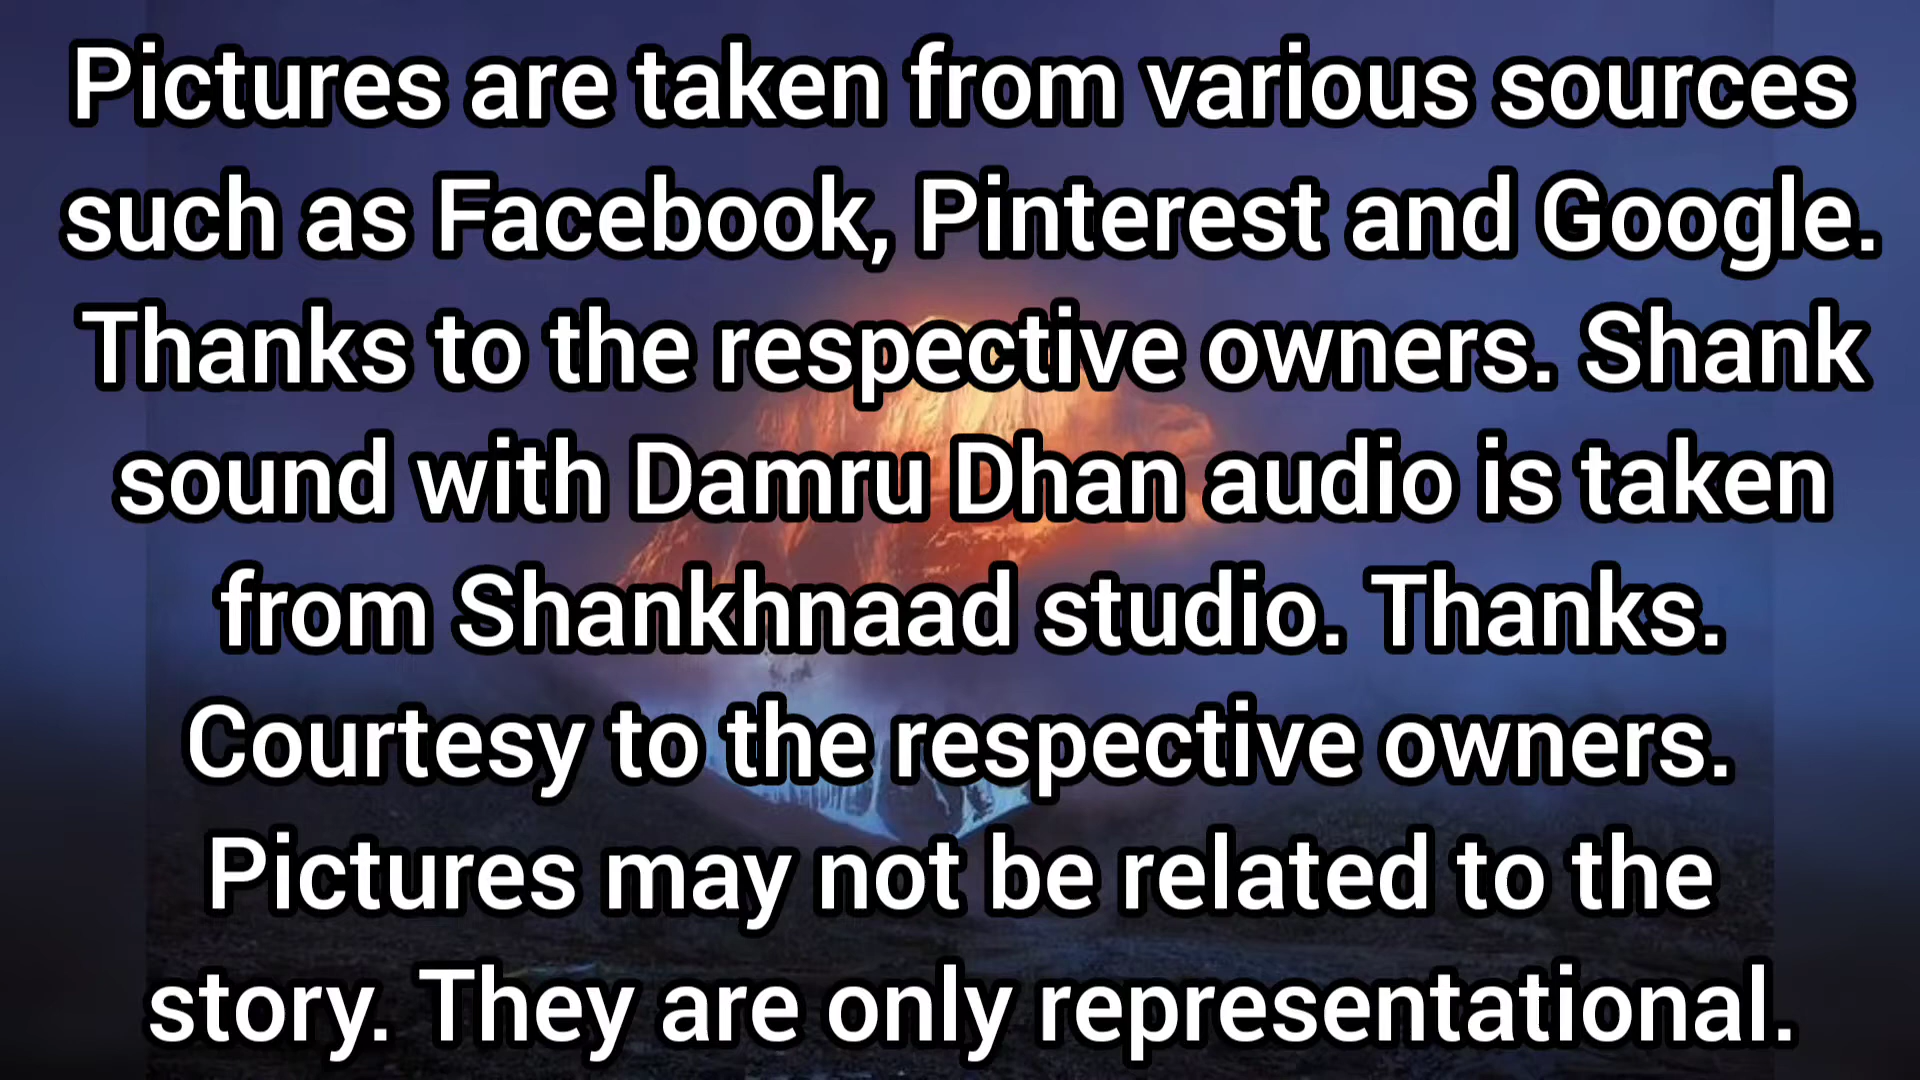 Pictures are taken from various sources
such as Facebook, Pinterest and Google.
Thanks to the respective owners. Shank
sound with Damru Dhan audio is taken
from Shankhnaad studio. Thanks.
Courtesy to the respective owners.
Pictures may not be related to the
story. They are only representational.